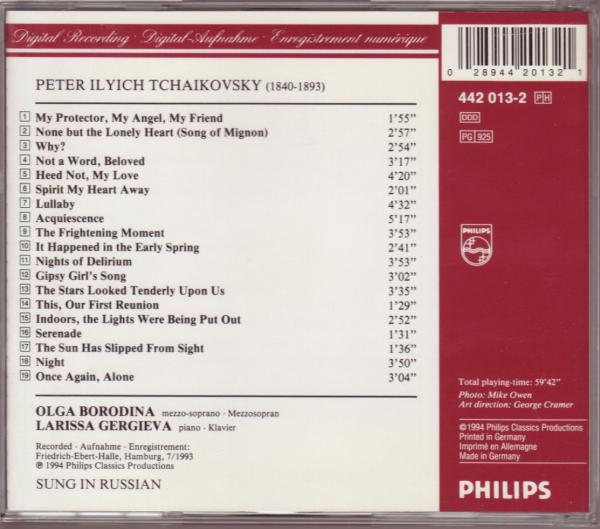 Digital Recording · Digital-Aufnahme · Enregistrement numérique
PETER ILYICH TCHAIKOVSKY (1840-1893)
1 My Protector, My Angel, My Friend 1'55"
2 None but the Lonely Heart (Song of Mignon) 2'57"
3 Why? 2'54"
4 Not a Word, Beloved 3'17"
5 Heed Not, My Love 4'20"
6 Spirit My Heart Away 2'01"
7 Lullaby 4'32"
8 Acquiescence 5'17"
9 The Frightening Moment 3'53"
10 It Happened in the Early Spring 2'41"
11 Nights of Delirium 3'53"
12 Gipsy Girl's Song 3'02"
13 The Stars Looked Tenderly Upon Us 3'35"
14 This, Our First Reunion 1'29"
15 Indoors, the Lights Were Being Put Out 2'52"
16 Serenade 1'31"
17 The Sun Has Slipped From Sight 1'36"
18 Night 3'50"
19 Once Again, Alone 3'04"
OLGA BORODINA mezzo-soprano · Mezzosopran
LARISSA GERGIEVA piano · Klavier
Recorded · Aufnahme · Enregistrement:
Friedrich-Ebert-Halle, Hamburg, 7/1993
℗ 1994 Philips Classics Productions
SUNG IN RUSSIAN
0 28944 20132 1
442 013-2 PH
DDD
PG 925
PHILIPS
Total playing-time: 59'42"
Photo: Mike Owen
Art direction: George Cramer
©1994 Philips Classics Productions
Printed in Germany
Imprimé en Allemagne
Made in Germany
PHILIPS